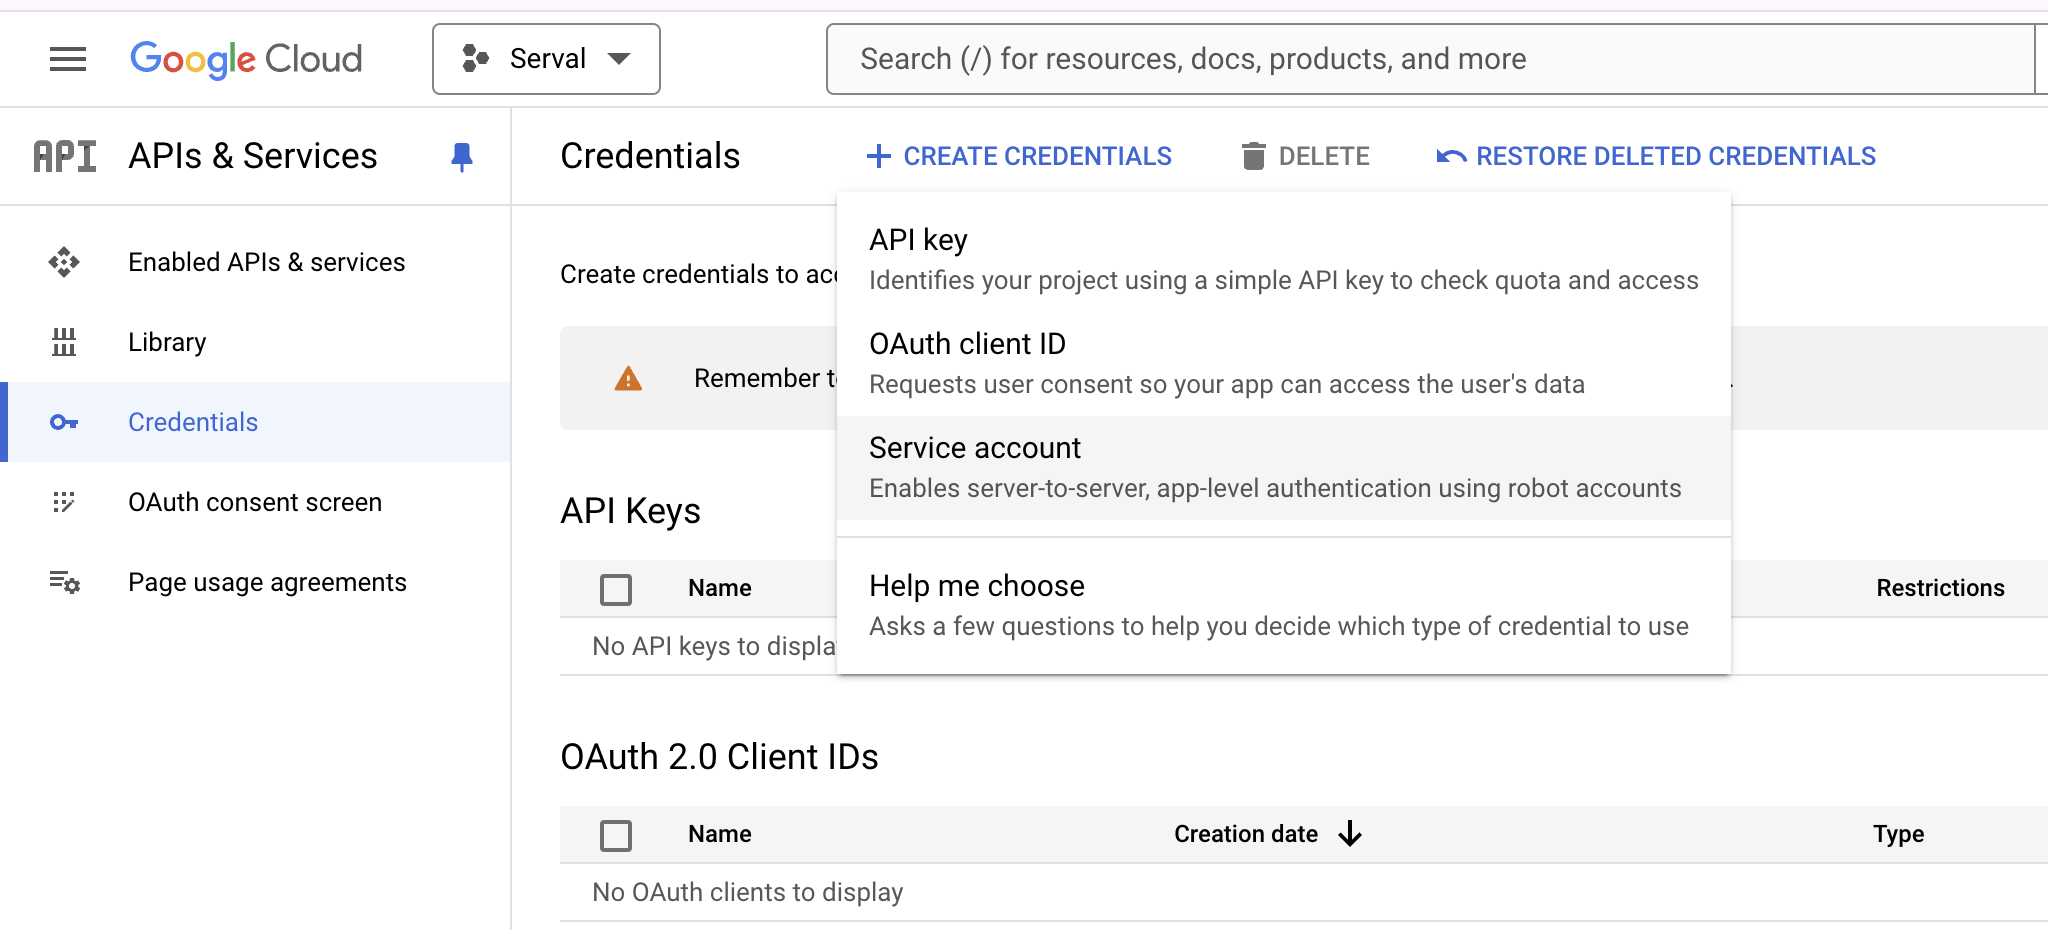 Google Cloud
Serval
Search (/) for resources, docs, products, and more
API APIs & Services
Credentials
CREATE CREDENTIALS
DELETE
RESTORE DELETED CREDENTIALS
Enabled APIs & services
Library
Credentials
OAuth consent screen
Page usage agreements
Create credentials to acc
Remember
API key
Identifies your project using a simple API key to check quota and access
OAuth client ID
Requests user consent so your app can access the user's data
Service account
Enables server-to-server, app-level authentication using robot accounts
Help me choose
Asks a few questions to help you decide which type of credential to use
API Keys
Name
Restrictions
No API keys to displa
OAuth 2.0 Client IDs
Name
Creation date
Type
No OAuth clients to display